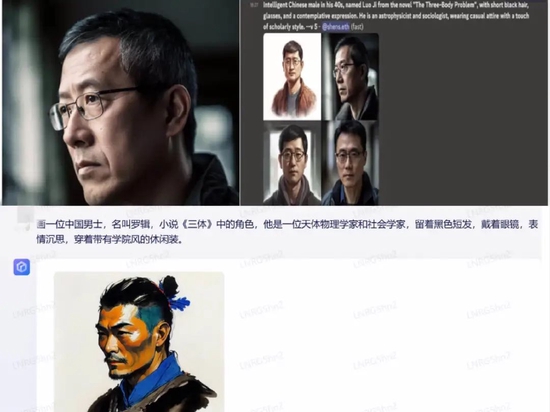 Intelligent Chinese male in his 40s, named Luo Ji from the novel "The Three-Body Problem", with short black hair,
glasses, and a contemplative expression. He is an astrophysicist and sociologist, wearing casual attire with a touch
of scholarly style. --v 5 - @shenx.eth (fast)
画一位中国男士，名叫罗辑，小说《三体》中的角色，他是一位天体物理学家和社会学家，留着黑色短发，戴着眼镜，表
情沉思，穿着带有学院风的休闲装。